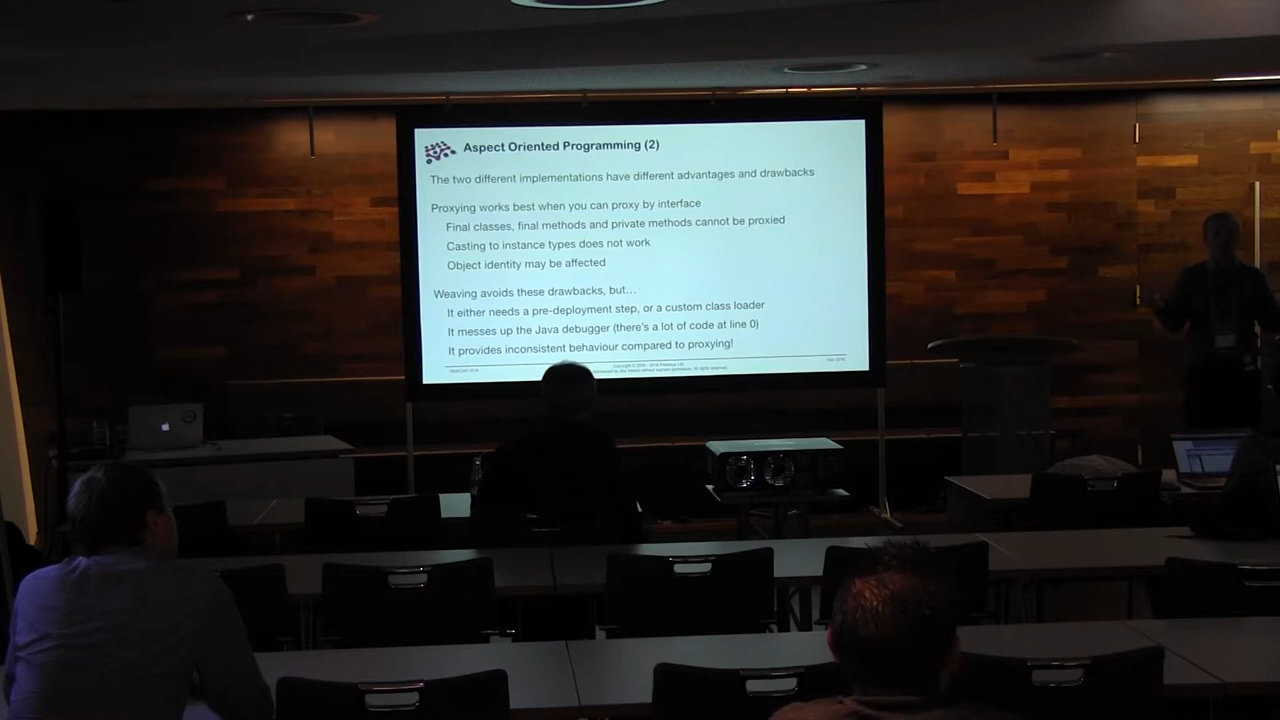 Aspect Oriented Programming (2)
The two different implementations have different advantages and drawbacks
Proxying works best when you can proxy by interface
Final classes, final methods and private methods cannot be proxied
Casting to instance types does not work
Object identity may be affected
Weaving avoids these drawbacks, but…
It either needs a pre-deployment step, or a custom class loader
It messes up the Java debugger (there's a lot of code at line 0)
It provides inconsistent behaviour compared to proxying!